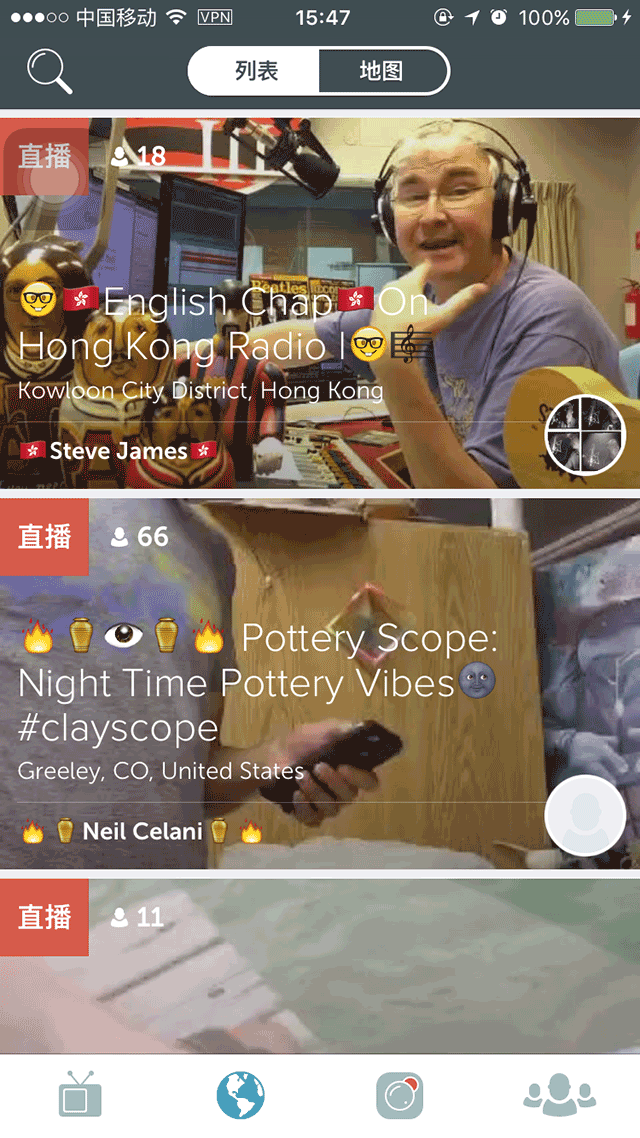 中国移动 VPN 15:47 100%
列表 地图
直播 18
🤓🇭🇰English Chap🇭🇰On
Hong Kong Radio I🤓🎼
Kowloon City District, Hong Kong
🇭🇰Steve James🇭🇰
直播 66
🔥⚱️👁⚱️🔥 Pottery Scope:
Night Time Pottery Vibes🌚
#clayscope
Greeley, CO, United States
🔥⚱️Neil Celani⚱️🔥
直播 11